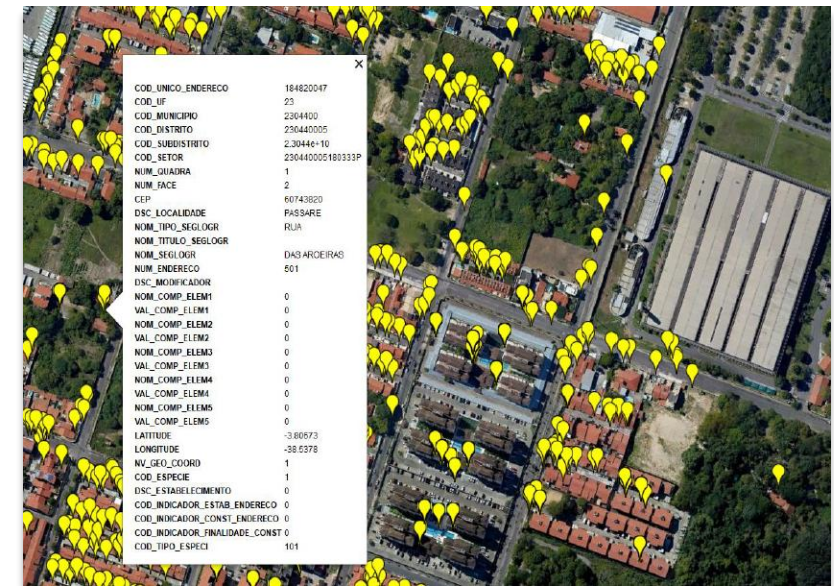 ×
COD_UNICO_ENDERECO 184820047
COD_UF 23
COD_MUNICIPIO 2304400
COD_DISTRITO 230440005
COD_SUBDISTRITO 2.30446+10
COD_SETOR 230440005180333P
NUM_QUADRA 1
NUM_FACE 2
CEP 60743820
DSC_LOCALIDADE PASSARE
NOM_TIPO_SEGLOGR RUA
NOM_TITULO_SEGLOGR
NOM_SEGLOGR DAS AROEIRAS
NUM_ENDERECO 501
DSC_MODIFICADOR
NOM_COMP_ELEM1 0
VAL_COMP_ELEM1 0
NOM_COMP_ELEM2 0
VAL_COMP_ELEM2 0
NOM_COMP_ELEM3 0
VAL_COMP_ELEM3 0
NOM_COMP_ELEM4 0
VAL_COMP_ELEM4 0
NOM_COMP_ELEM5 0
VAL_COMP_ELEM5 0
LATITUDE -3.80673
LONGITUDE -38.5378
NV_GEO_COORD 1
COD_ESPECIE 1
DSC_ESTABELECIMENTO 0
COD_INDICADOR_ESTAB_ENDERECO 0
COD_INDICADOR_CONST_ENDERECO 0
COD_INDICADOR_FINALIDADE_CONST 0
COD_TIPO_ESPECI 101